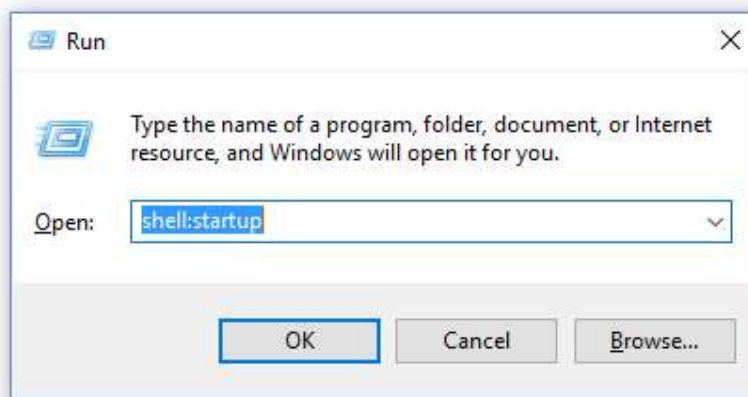 Run
Type the name of a program, folder, document, or Internet
resource, and Windows will open it for you.
Open: shell:startup
OK Cancel Browse...